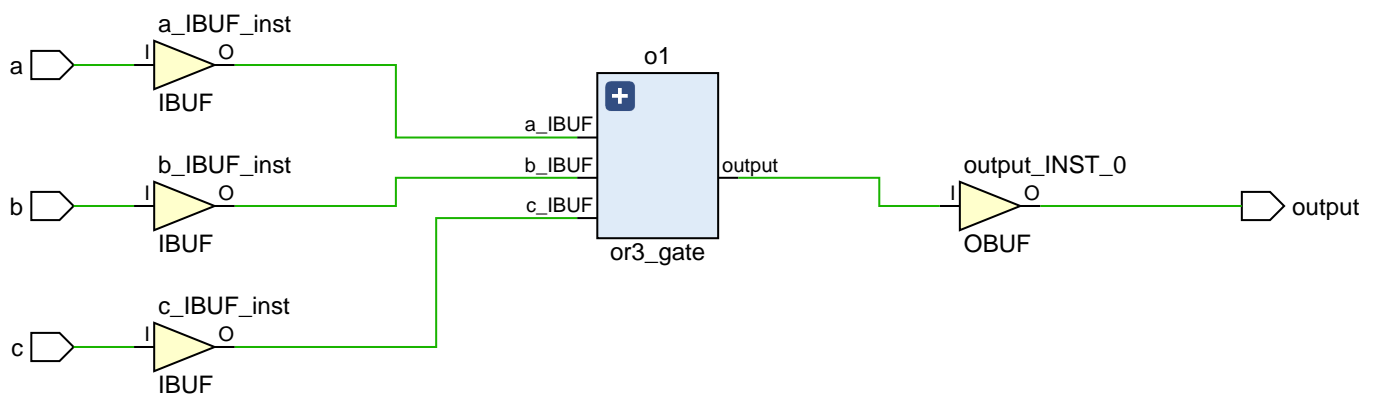 a
a_IBUF_inst
I
O
IBUF
b
b_IBUF_inst
I
O
IBUF
c
c_IBUF_inst
I
O
IBUF
o1
a_IBUF
b_IBUF
c_IBUF
output
or3_gate
output_INST_0
I
O
OBUF
output